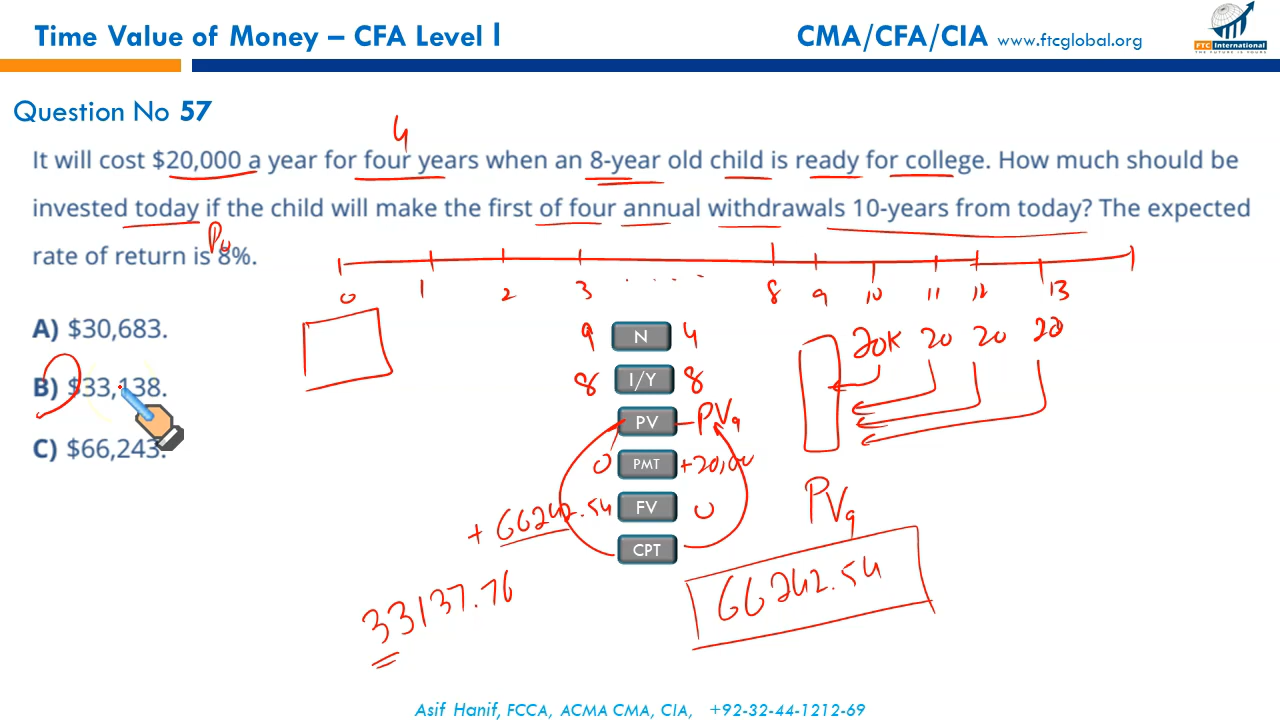 Time Value of Money – CFA Level I
CMA/CFA/CIA www.ftcglobal.org
FTC International
Question No 57
4
It will cost $20,000 a year for four years when an 8-year old child is ready for college. How much should be
invested today if the child will make the first of four annual withdrawals 10-years from today? The expected
rate of return is 8%.
0 1 2 3 8 9 10 11 12 13
A) $30,683.
B) $33,138.
C) $66,243.
20K 20 20 20
9 N 4
8 I/Y 8
PV -PV9
0 PMT +20,00
+66242.54 FV 0
CPT
PV9
66242.54
33137.76
Asif Hanif, FCCA, ACMA CMA, CIA, +92-32-44-1212-69